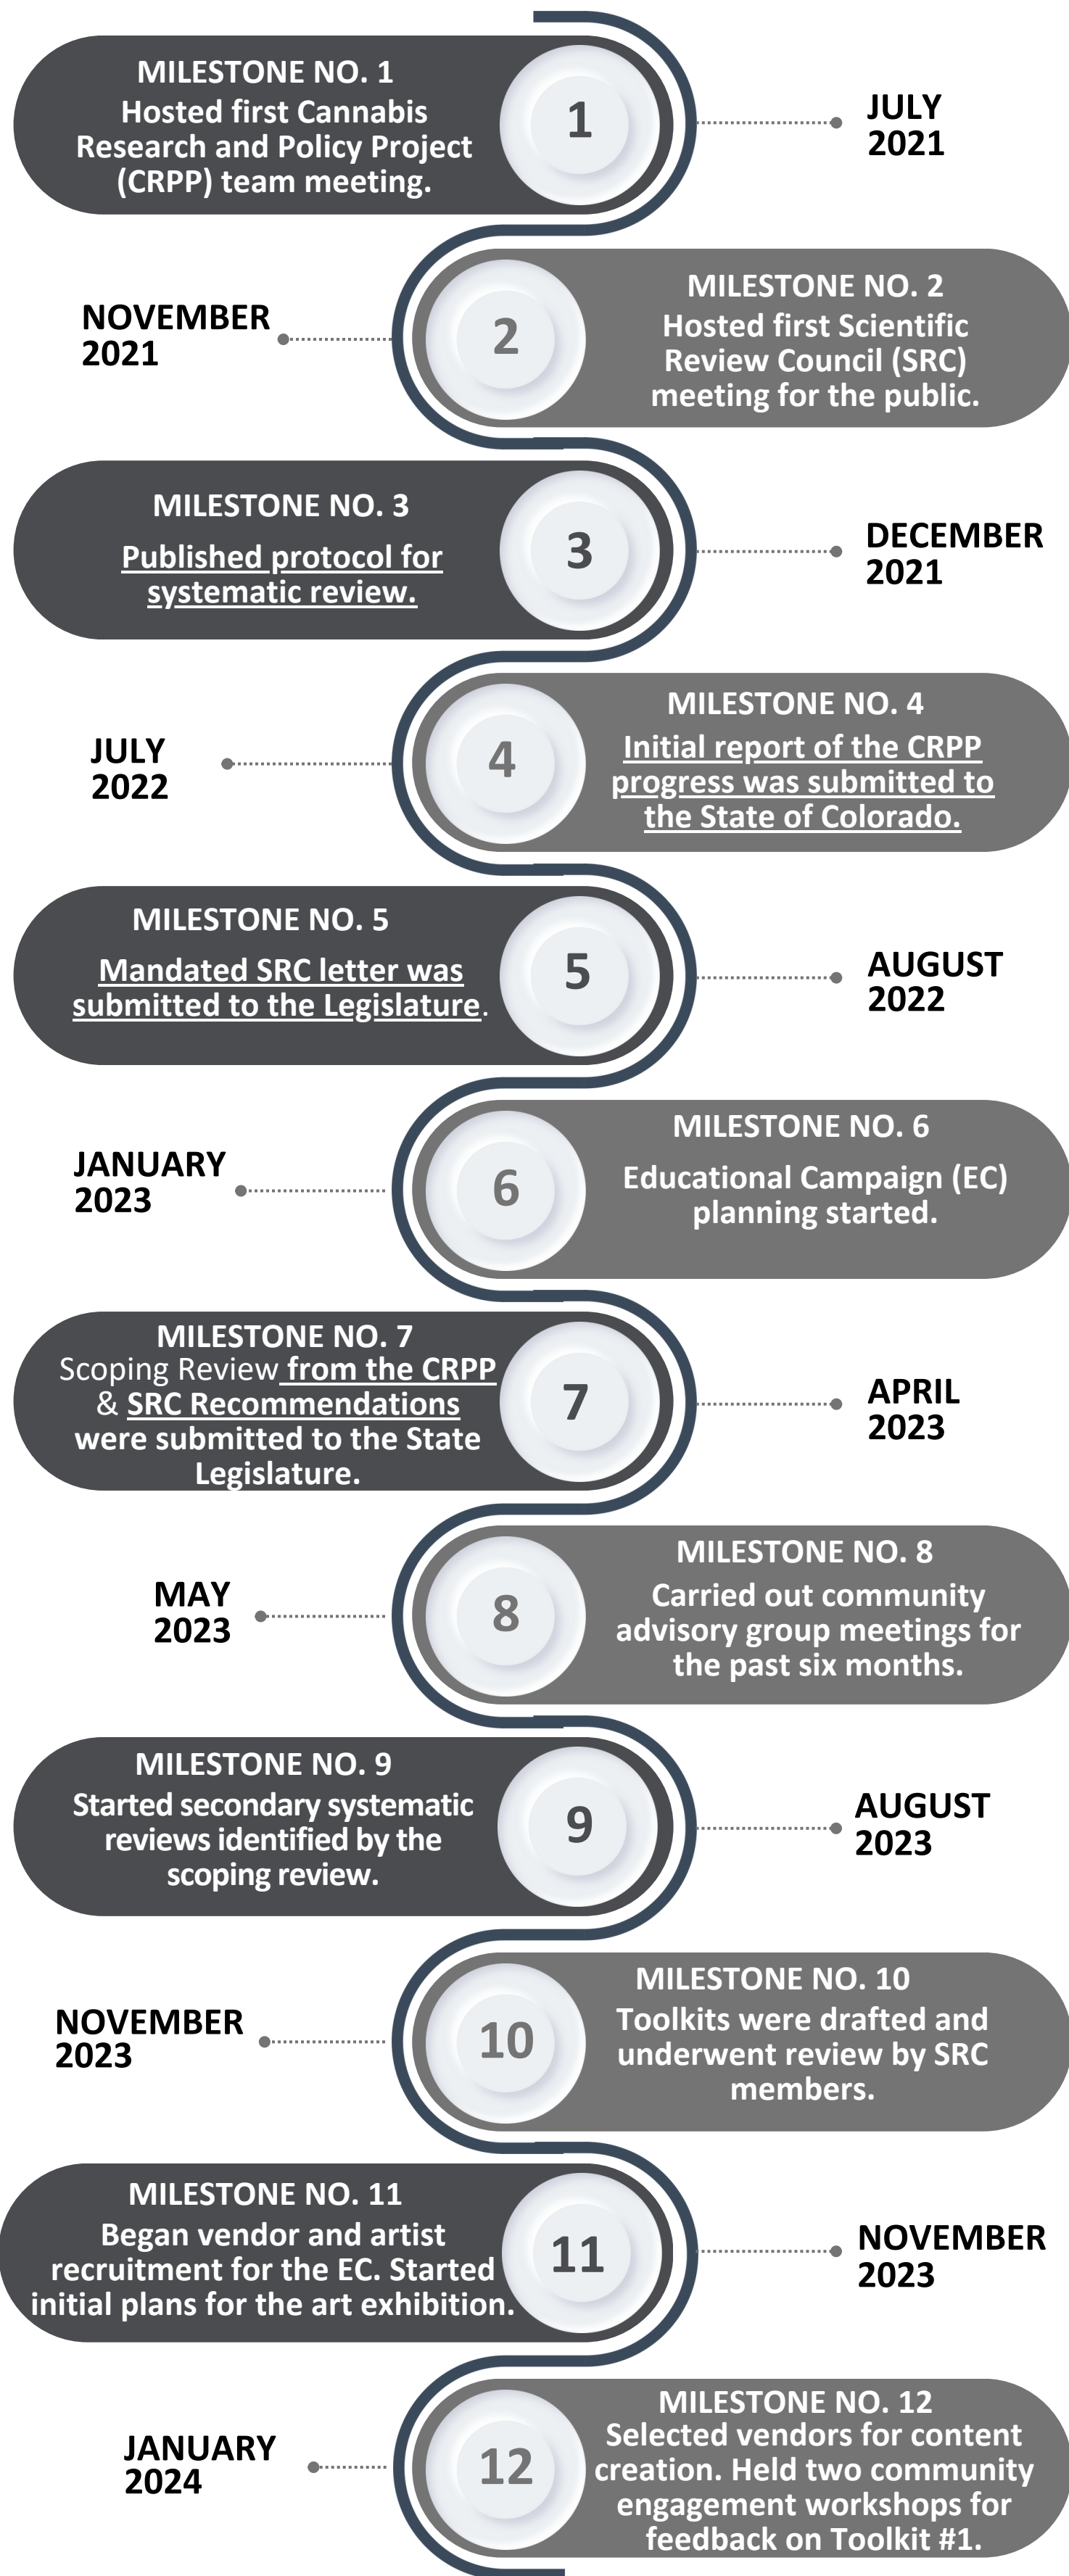 MILESTONE NO. 1
Hosted first Cannabis
Research and Policy Project
(CRPP) team meeting.
1
JULY
2021
NOVEMBER
2021
2
MILESTONE NO. 2
Hosted first Scientific
Review Council (SRC)
meeting for the public.
MILESTONE NO. 3
Published protocol for
systematic review.
3
DECEMBER
2021
JULY
2022
4
MILESTONE NO. 4
Initial report of the CRPP
progress was submitted to
the State of Colorado.
MILESTONE NO. 5
Mandated SRC letter was
submitted to the Legislature.
5
AUGUST
2022
JANUARY
2023
6
MILESTONE NO. 6
Educational Campaign (EC)
planning started.
MILESTONE NO. 7
Scoping Review from the CRPP
& SRC Recommendations
were submitted to the State
Legislature.
7
APRIL
2023
MAY
2023
8
MILESTONE NO. 8
Carried out community
advisory group meetings for
the past six months.
MILESTONE NO. 9
Started secondary systematic
reviews identified by the
scoping review.
9
AUGUST
2023
NOVEMBER
2023
10
MILESTONE NO. 10
Toolkits were drafted and
underwent review by SRC
members.
MILESTONE NO. 11
Began vendor and artist
recruitment for the EC. Started
initial plans for the art exhibition.
11
NOVEMBER
2023
JANUARY
2024
12
MILESTONE NO. 12
Selected vendors for content
creation. Held two community
engagement workshops for
feedback on Toolkit #1.